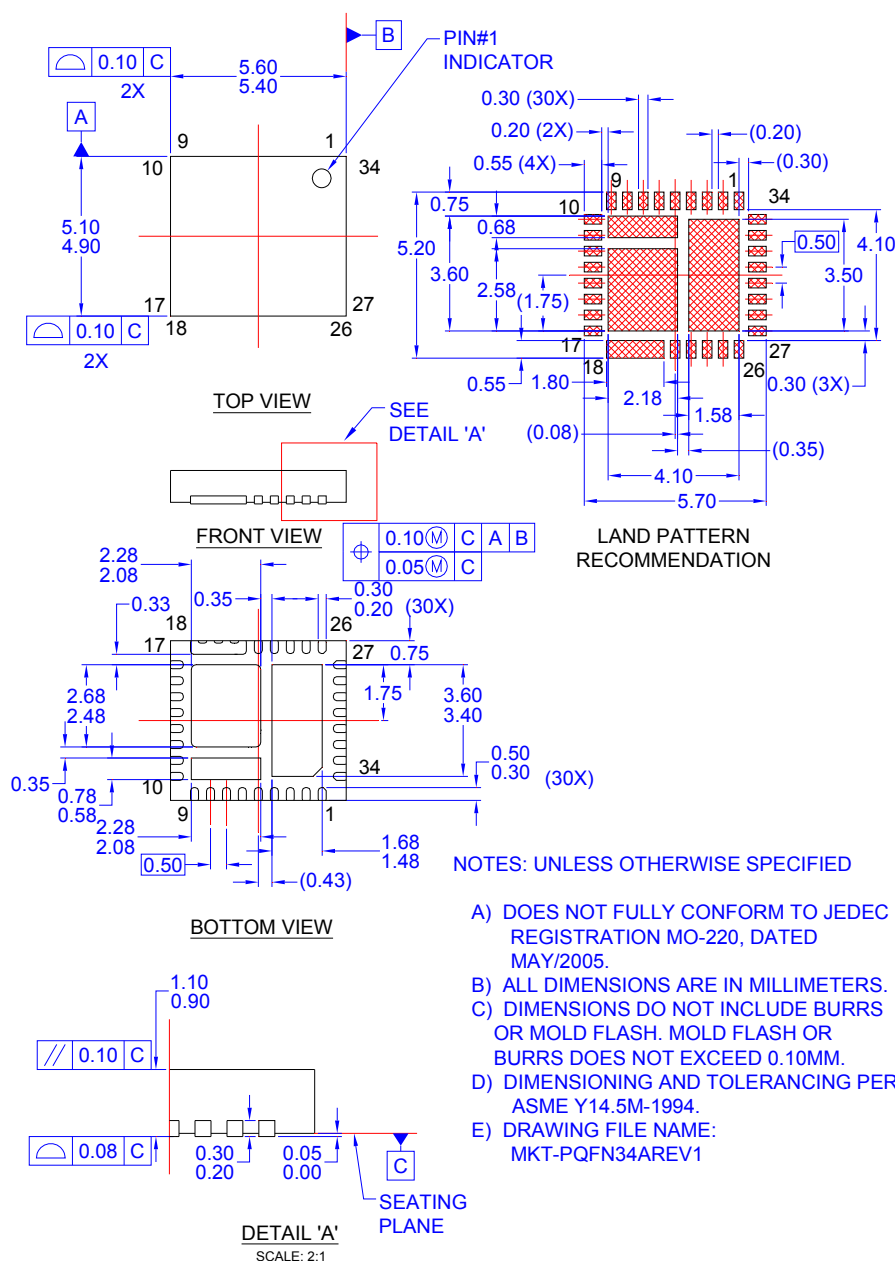 B
PIN#1
INDICATOR
0.10 C
2X
5.60
5.40
A
9
1
10
34
5.10
4.90
17
27
18
26
0.10 C
2X
TOP VIEW
0.30 (30X)
0.20 (2X)
(0.20)
0.55 (4X)
(0.30)
9
1
34
10
0.75
0.68
5.20
0.50
4.10
3.60
3.50
2.58
(1.75)
17
27
18
26
0.55
1.80
0.30 (3X)
2.18
1.58
(0.08)
(0.35)
4.10
5.70
LAND PATTERN
RECOMMENDATION
SEE
DETAIL 'A'
FRONT VIEW
0.10Ⓜ C A B
0.05Ⓜ C
2.28
2.08
0.35
0.30
0.20 (30X)
0.33
18
26
17
27
0.75
2.68
2.48
1.75
3.60
3.40
0.35
10
34
0.50
0.30 (30X)
0.78
0.58
9
1
2.28
2.08
1.68
1.48
0.50
(0.43)
BOTTOM VIEW
NOTES: UNLESS OTHERWISE SPECIFIED
A) DOES NOT FULLY CONFORM TO JEDEC
REGISTRATION MO-220, DATED
MAY/2005.
B) ALL DIMENSIONS ARE IN MILLIMETERS.
C) DIMENSIONS DO NOT INCLUDE BURRS
OR MOLD FLASH. MOLD FLASH OR
BURRS DOES NOT EXCEED 0.10MM.
D) DIMENSIONING AND TOLERANCING PER
ASME Y14.5M-1994.
E) DRAWING FILE NAME:
MKT-PQFN34AREV1
1.10
0.90
// 0.10 C
0.08 C
0.30
0.20
0.05
0.00
C
SEATING
PLANE
DETAIL 'A'
SCALE: 2:1